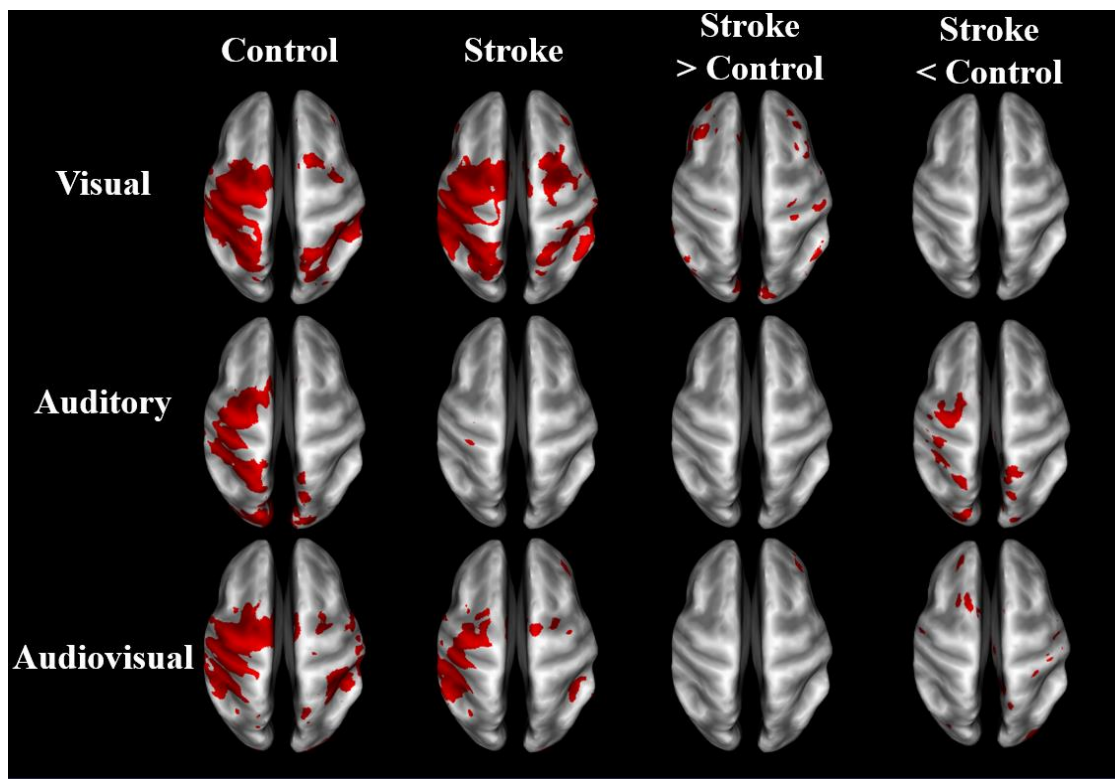 Control
Stroke
Stroke
> Control
Stroke
< Control
Visual
Auditory
Audiovisual